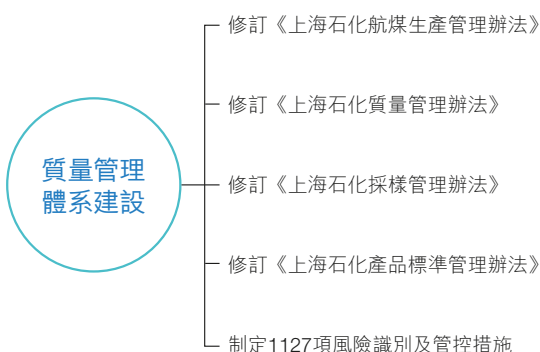 修訂《上海石化航煤生產管理辦法》
修訂《上海石化質量管理辦法》
質量管理
體系建設
修訂《上海石化採樣管理辦法》
修訂《上海石化產品標準管理辦法》
制定1127項風險識別及管控措施